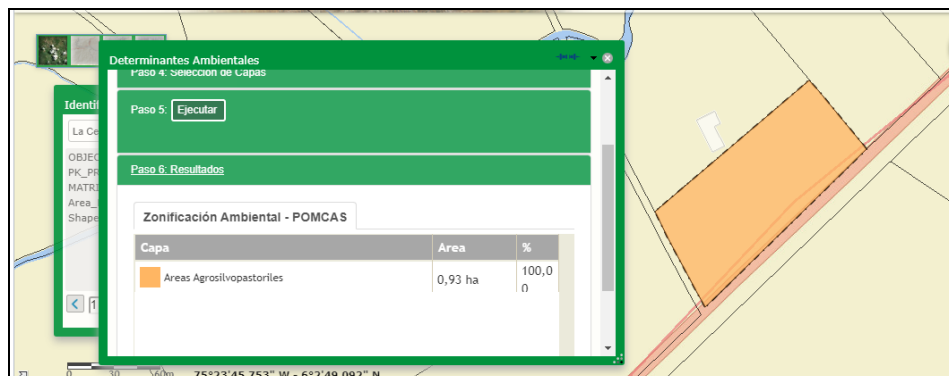 Determinantes Ambientales
Paso 4: Selección de Capas
Paso 5: Ejecutar
Paso 6: Resultados
Zonificación Ambiental - POMCAS
Capa Area %
Areas Agrosilvopastoriles 0,93 ha 100,0
0
Identif
La Ce
OBJEC
PK_PR
MATRI
Area_
Shape
1
0 30 60m 75°23'45.753" W - 6°2'49.092" N